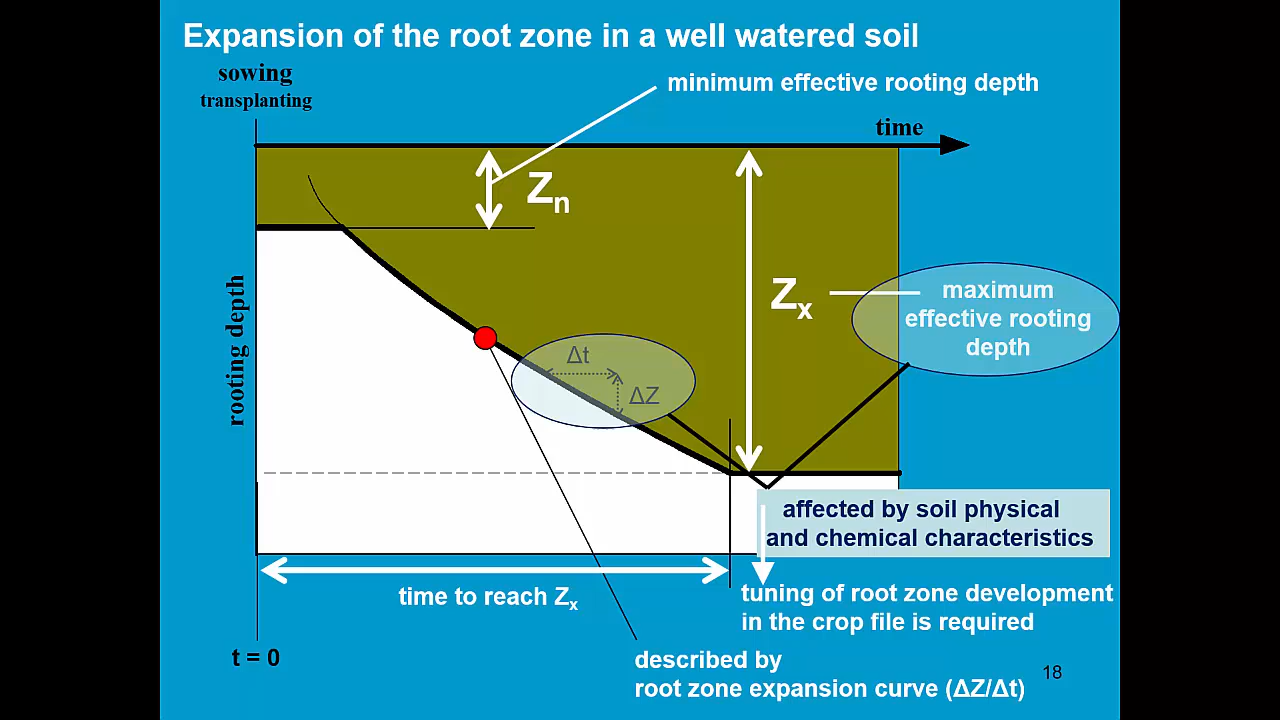 Expansion of the root zone in a well watered soil
sowing
transplanting
minimum effective rooting depth
time
Zn
rooting depth
Zx
maximum
effective rooting
depth
Δt
ΔZ
affected by soil physical
and chemical characteristics
time to reach Zx
tuning of root zone development
in the crop file is required
t = 0
described by
root zone expansion curve (ΔZ/Δt)
18